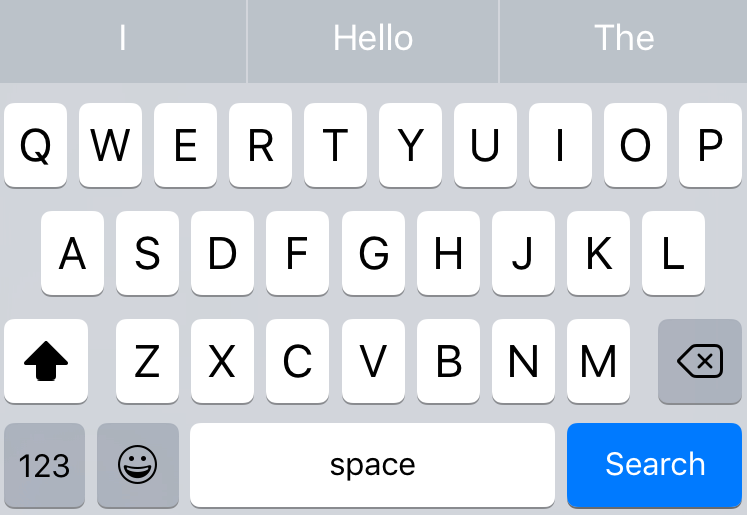 I Hello The
Q W E R T Y U I O P
A S D F G H J K L
Z X C V B N M
123 space Search